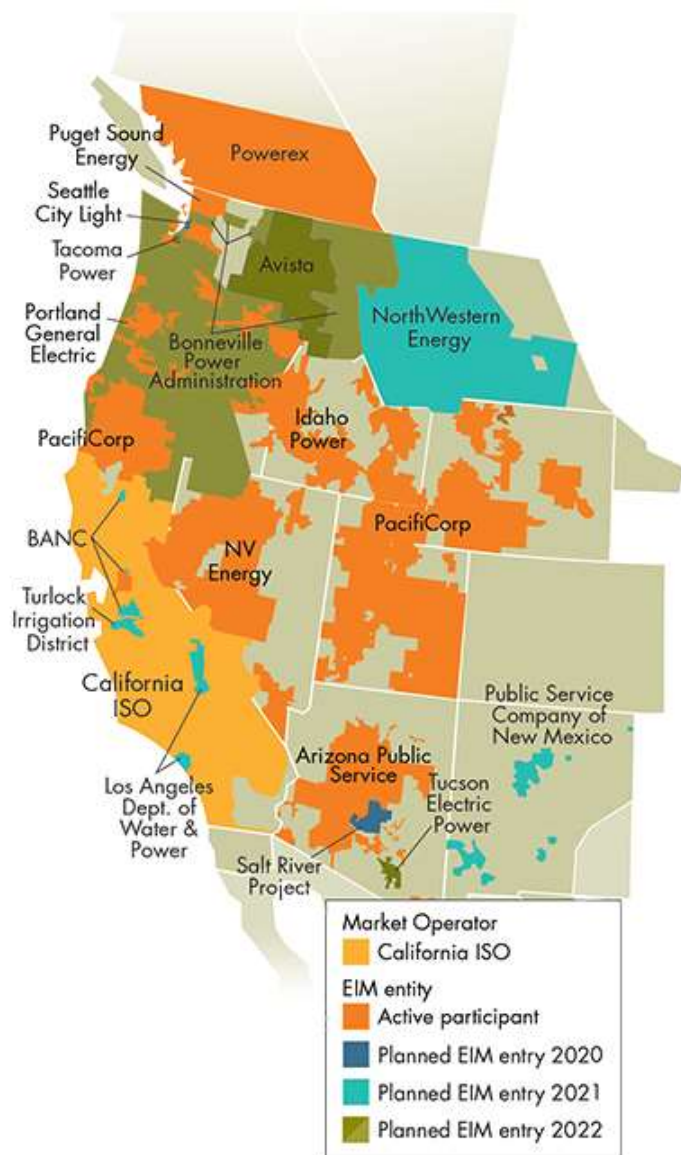 Puget Sound
Energy
Powerex
Seattle
City Light
Tacoma
Power
Avista
Portland
General
Electric
NorthWestern
Energy
Bonneville
Power
Administration
PacifiCorp
Idaho
Power
PacifiCorp
BANC
NV
Energy
Turlock
Irrigation
District
California
ISO
Public Service
Company of
New Mexico
Arizona Public
Service
Tucson
Electric
Power
Los Angeles
Dept. of
Water &
Power
Salt River
Project
Market Operator
California ISO
EIM entity
Active participant
Planned EIM entry 2020
Planned EIM entry 2021
Planned EIM entry 2022